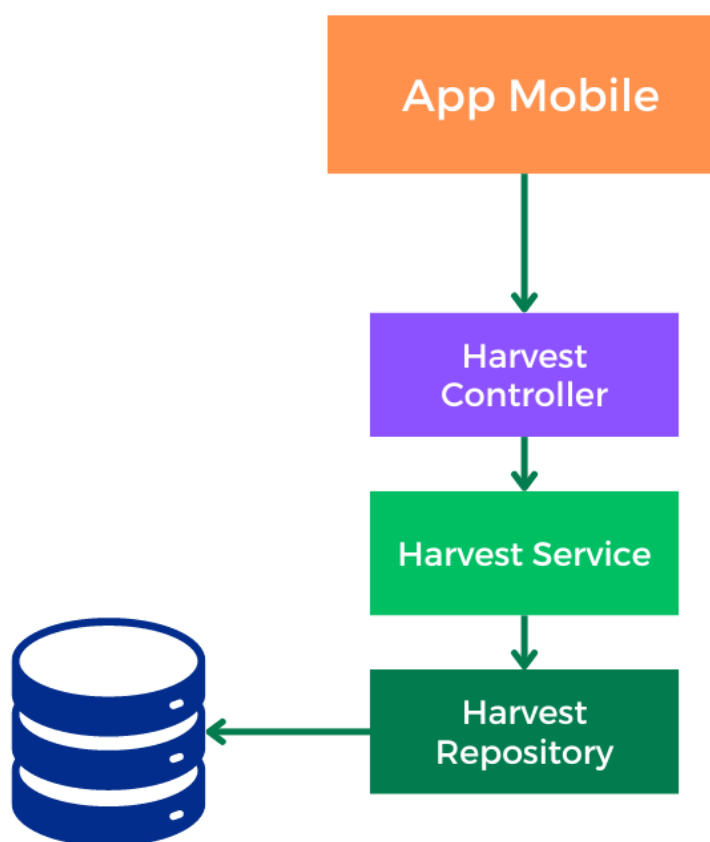 App Mobile
Harvest
Controller
Harvest Service
Harvest
Repository